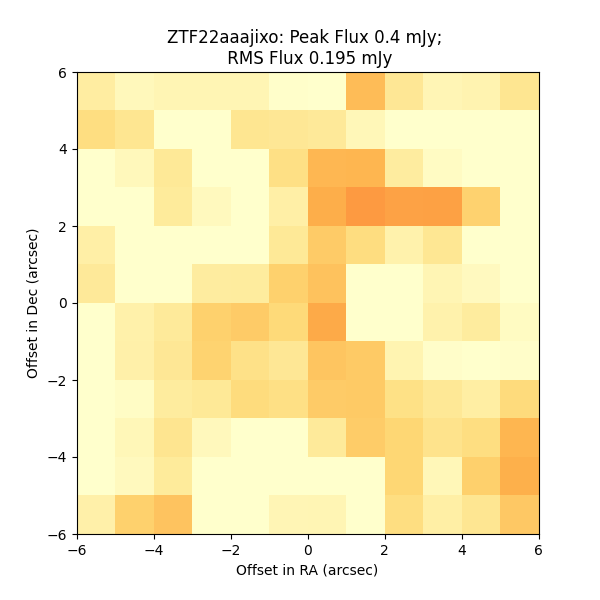 ZTF22aaajixo: Peak Flux 0.4 mJy;
RMS Flux 0.195 mJy
6
4
2
0
−2
−4
−6
Offset in Dec (arcsec)
−6 −4 −2 0 2 4 6
Offset in RA (arcsec)